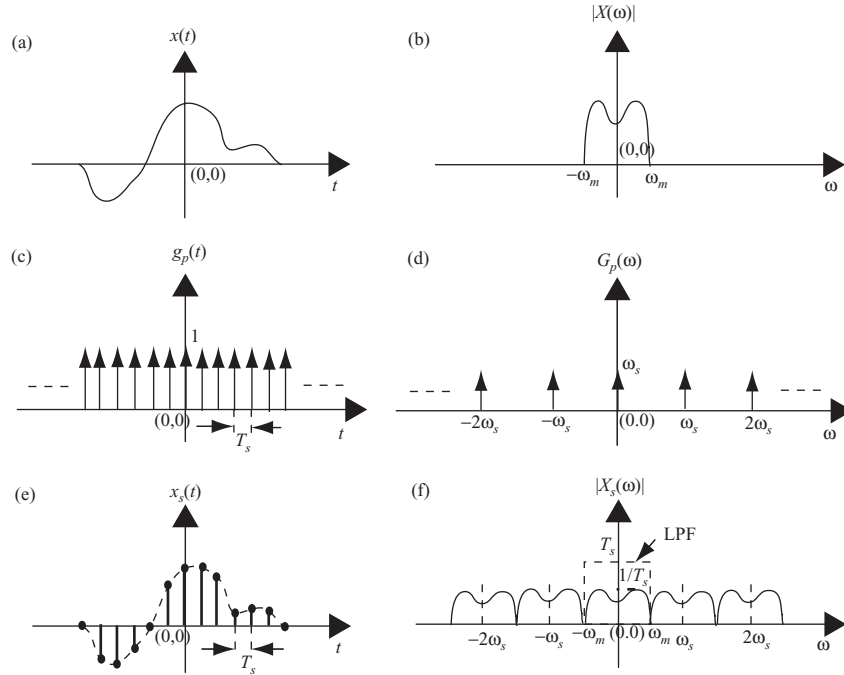 (a)
x(t)
(0,0)
t
(b)
|X(ω)|
(0,0)
−ω_m
ω_m
ω
(c)
g_p(t)
1
(0,0)
T_s
t
(d)
G_p(ω)
ω_s
−2ω_s
−ω_s
(0.0)
ω_s
2ω_s
ω
(e)
x_s(t)
(0,0)
T_s
t
(f)
|X_s(ω)|
T_s
LPF
1/T_s
−2ω_s
−ω_s
−ω_m
(0.0)
ω_m
ω_s
2ω_s
ω